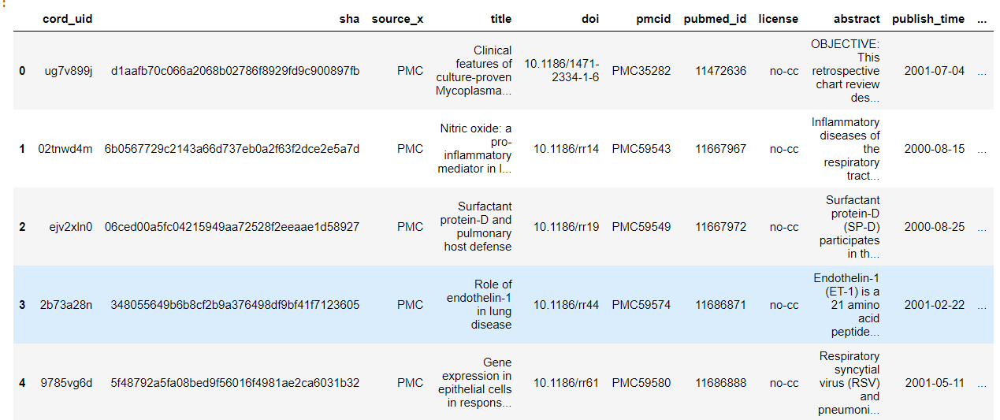 cord_uid sha source_x title doi pmcid pubmed_id license abstract publish_time ...
0 ug7v899j d1aafb70c066a2068b02786f8929fd9c900897fb PMC Clinical features of culture-proven Mycoplasma... 10.1186/1471-2334-1-6 PMC35282 11472636 no-cc OBJECTIVE: This retrospective chart review des... 2001-07-04 ...
1 02tnwd4m 6b0567729c2143a66d737eb0a2f63f2dce2e5a7d PMC Nitric oxide: a pro-inflammatory mediator in l... 10.1186/rr14 PMC59543 11667967 no-cc Inflammatory diseases of the respiratory tract... 2000-08-15 ...
2 ejv2xln0 06ced00a5fc04215949aa72528f2eeaae1d58927 PMC Surfactant protein-D and pulmonary host defense 10.1186/rr19 PMC59549 11667972 no-cc Surfactant protein-D (SP-D) participates in th... 2000-08-25 ...
3 2b73a28n 348055649b6b8cf2b9a376498df9bf41f7123605 PMC Role of endothelin-1 in lung disease 10.1186/rr44 PMC59574 11686871 no-cc Endothelin-1 (ET-1) is a 21 amino acid peptide... 2001-02-22 ...
4 9785vg6d 5f48792a5fa08bed9f56016f4981ae2ca6031b32 PMC Gene expression in epithelial cells in respons... 10.1186/rr61 PMC59580 11686888 no-cc Respiratory syncytial virus (RSV) and pneumoni... 2001-05-11 ...